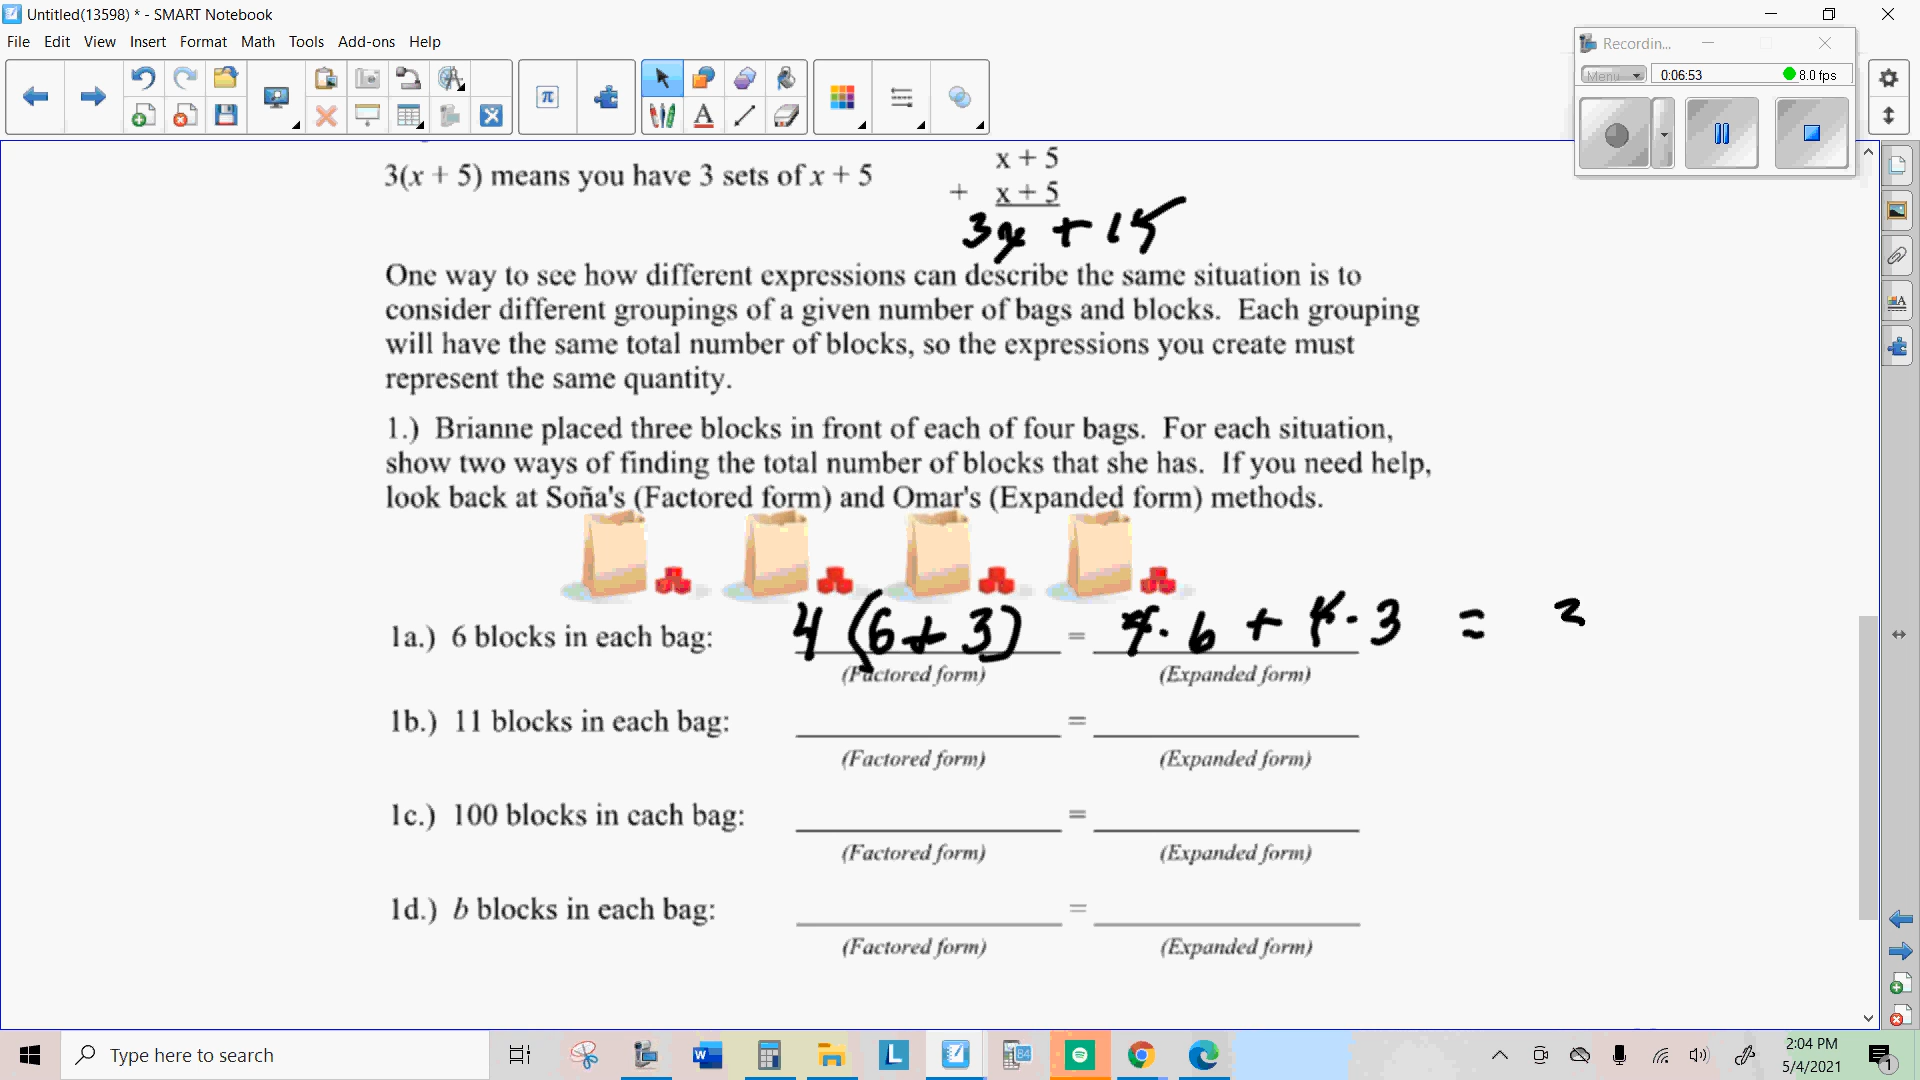 Untitled(13598) * - SMART Notebook
File Edit View Insert Format Math Tools Add-ons Help
Recordin...
Menu 0:06:53 8.0 fps
π
A
3(x + 5) means you have 3 sets of x + 5
x + 5
+ x + 5
3x + 15
One way to see how different expressions can describe the same situation is to
consider different groupings of a given number of bags and blocks. Each grouping
will have the same total number of blocks, so the expressions you create must
represent the same quantity.
1.) Brianne placed three blocks in front of each of four bags. For each situation,
show two ways of finding the total number of blocks that she has. If you need help,
look back at Soña's (Factored form) and Omar's (Expanded form) methods.
1a.) 6 blocks in each bag: 4 (6+3) = 4·6 + 4·3 = 2
(Factored form) (Expanded form)
1b.) 11 blocks in each bag: =
(Factored form) (Expanded form)
1c.) 100 blocks in each bag: =
(Factored form) (Expanded form)
1d.) b blocks in each bag: =
(Factored form) (Expanded form)
Type here to search
W
L
84
2:04 PM
5/4/2021
1